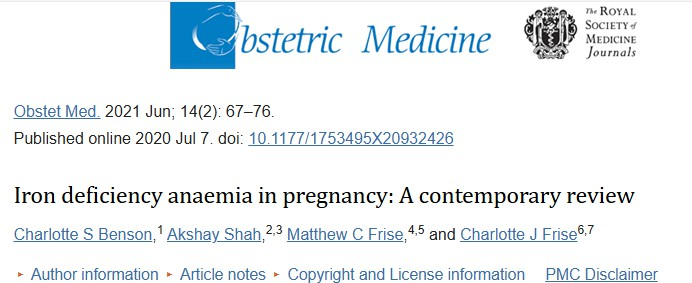 Obstetric Medicine
The ROYAL
SOCIETY of
MEDICINE
Journals
Obstet Med. 2021 Jun; 14(2): 67–76.
Published online 2020 Jul 7. doi: 10.1177/1753495X20932426
Iron deficiency anaemia in pregnancy: A contemporary review
Charlotte S Benson,1 Akshay Shah,2,3 Matthew C Frise,4,5 and Charlotte J Frise6,7
▸ Author information ▸ Article notes ▸ Copyright and License information PMC Disclaimer